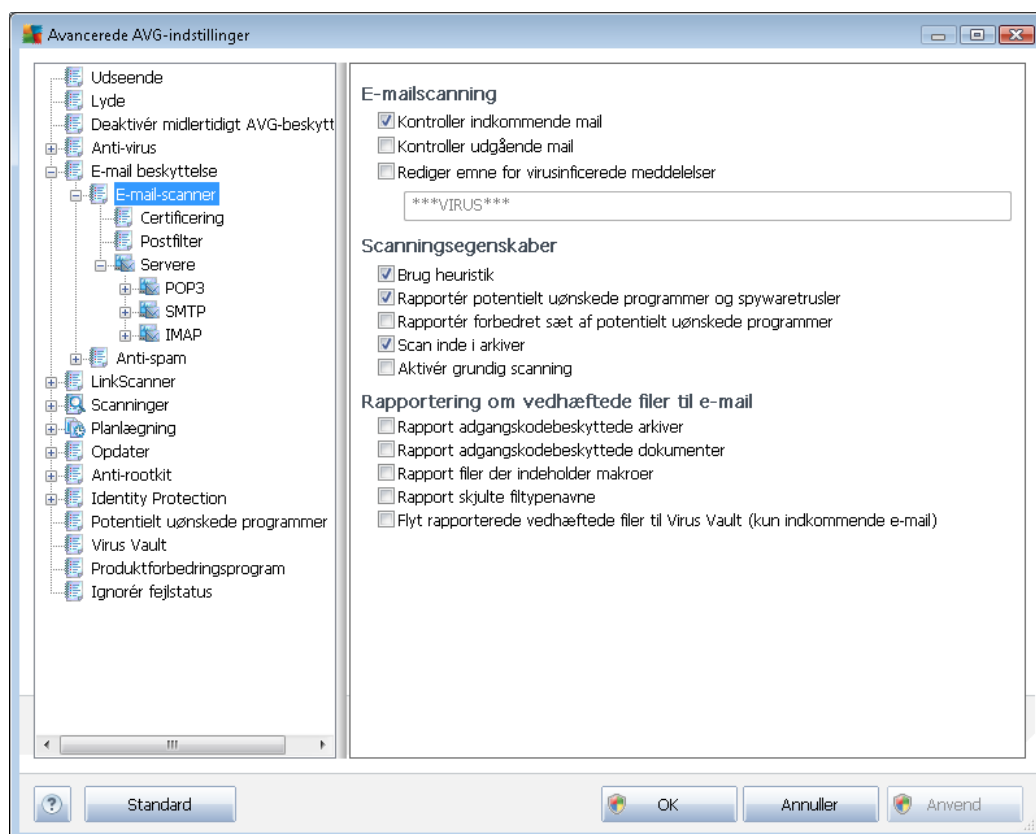 Avancerede AVG-indstillinger
Udseende
Lyde
Deaktivér midlertidigt AVG-beskytt
Anti-virus
E-mail beskyttelse
E-mail-scanner
Certificering
Postfilter
Servere
POP3
SMTP
IMAP
Anti-spam
LinkScanner
Scanninger
Planlægning
Opdater
Anti-rootkit
Identity Protection
Potentielt uønskede programmer
Virus Vault
Produktforbedringsprogram
Ignorér fejlstatus
E-mailscanning
Kontroller indkommende mail
Kontroller udgående mail
Rediger emne for virusinficerede meddelelser
***VIRUS***
Scanningsegenskaber
Brug heuristik
Rapportér potentielt uønskede programmer og spywaretrusler
Rapportér forbedret sæt af potentielt uønskede programmer
Scan inde i arkiver
Aktivér grundig scanning
Rapportering om vedhæftede filer til e-mail
Rapport adgangskodebeskyttede arkiver
Rapport adgangskodebeskyttede dokumenter
Rapport filer der indeholder makroer
Rapport skjulte filtypenavne
Flyt rapporterede vedhæftede filer til Virus Vault (kun indkommende e-mail)
?
Standard
OK
Annuller
Anvend